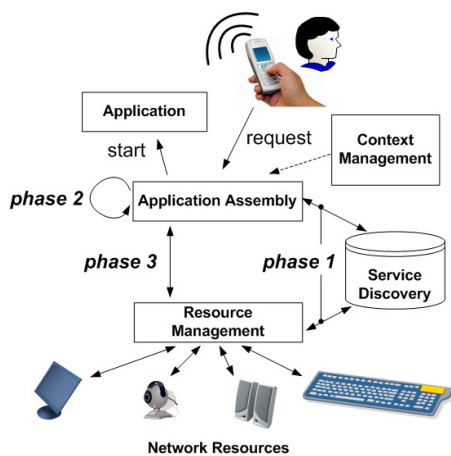 Application
start
request
Context
Management
phase 2
Application Assembly
phase 3
phase 1
Service
Discovery
Resource
Management
Network Resources